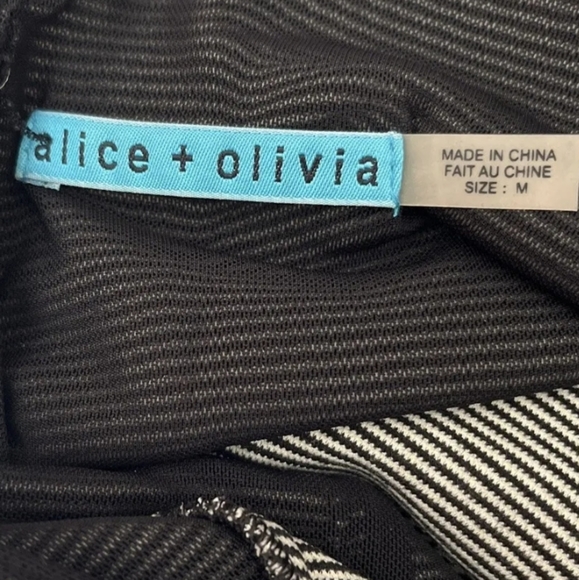 alice + olivia
MADE IN CHINA
FAIT AU CHINE
SIZE : M